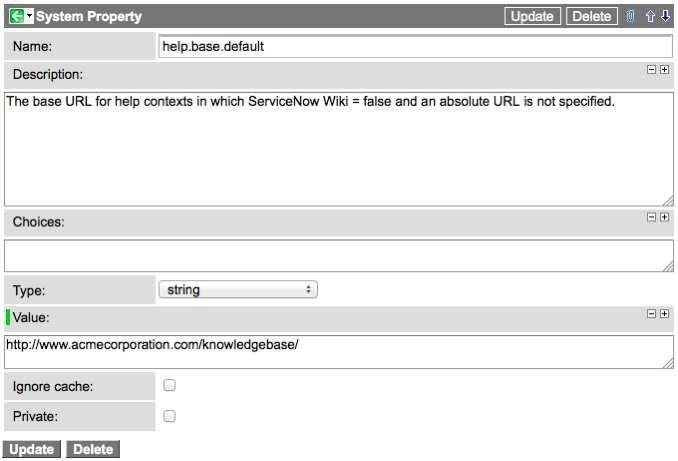 System Property Update Delete
Name: help.base.default
Description:
The base URL for help contexts in which ServiceNow Wiki = false and an absolute URL is not specified.
Choices:
Type: string
Value:
http://www.acmecorporation.com/knowledgebase/
Ignore cache:
Private:
Update Delete